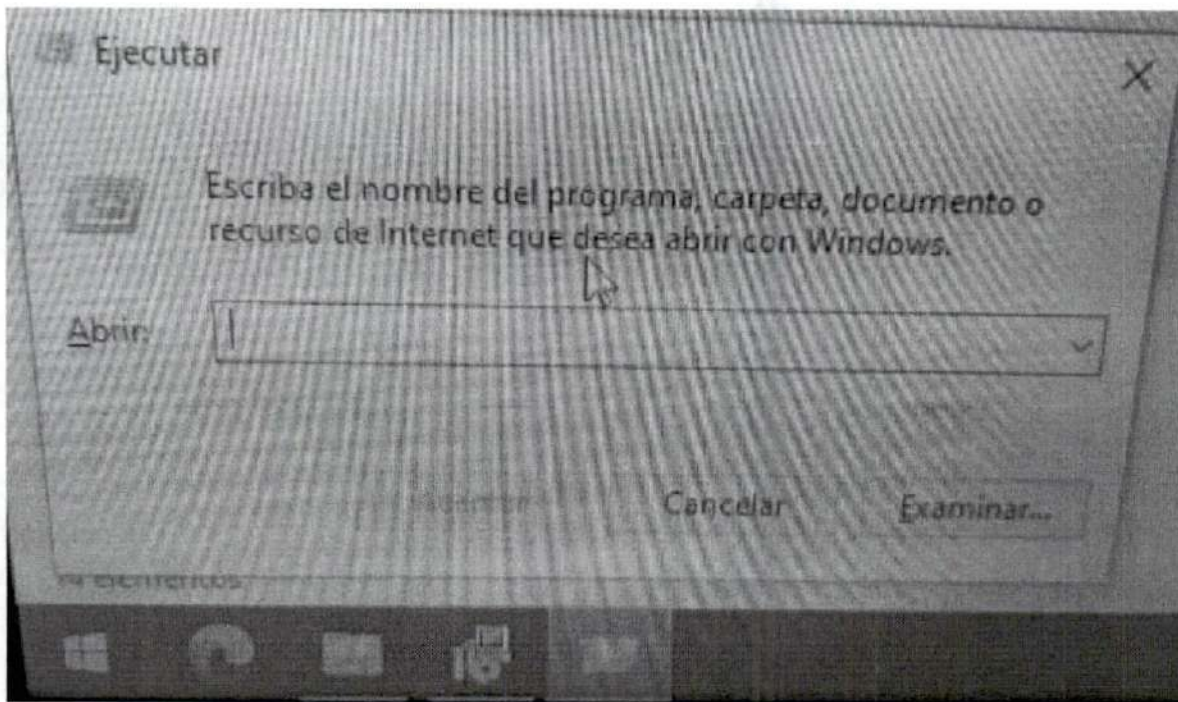 Ejecutar
Escriba el nombre del programa, carpeta, documento o
recurso de Internet que desea abrir con Windows.
Abrir:
Cancelar
Examinar...
elementos